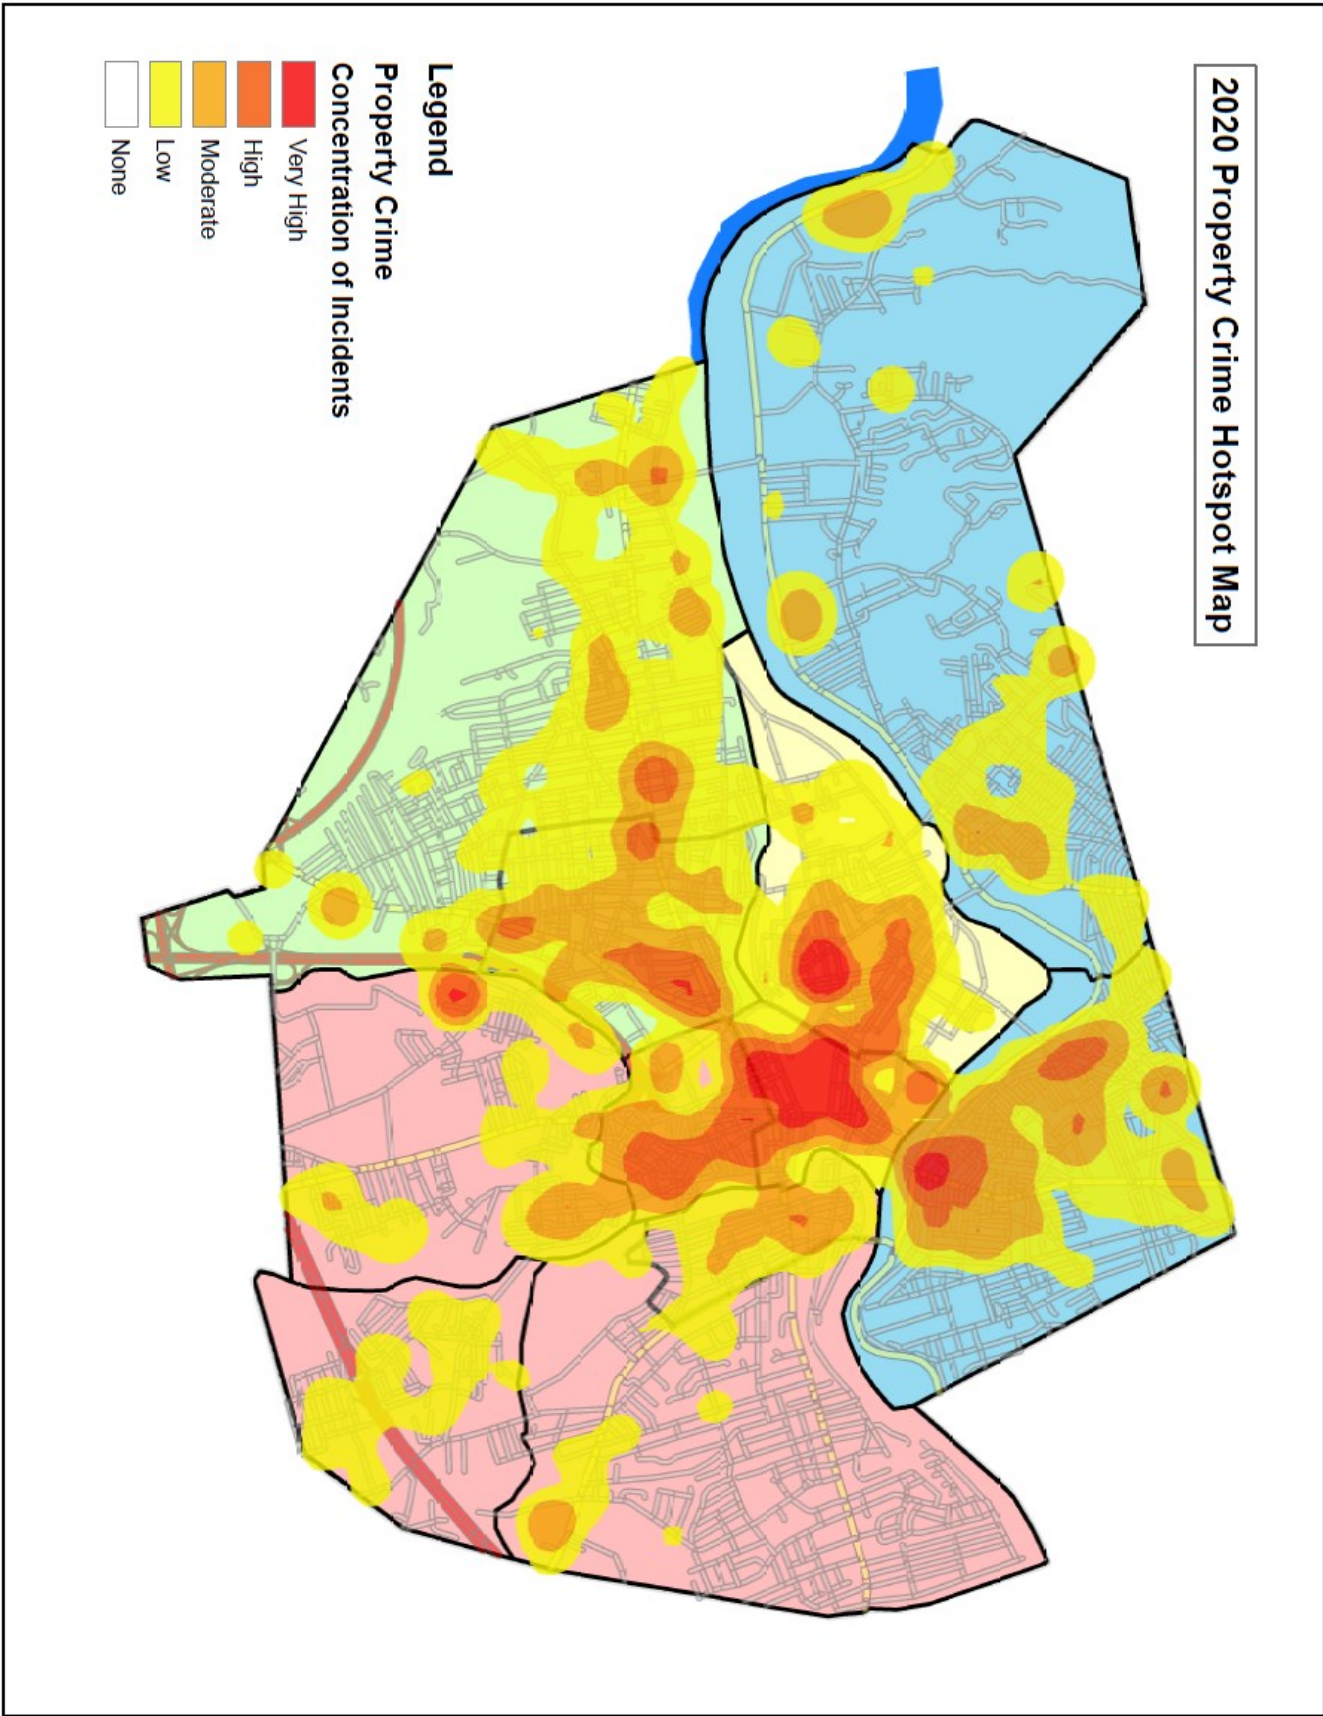 2020 Property Crime Hotspot Map
Legend
Property Crime
Concentration of Incidents
Very High
High
Moderate
Low
None